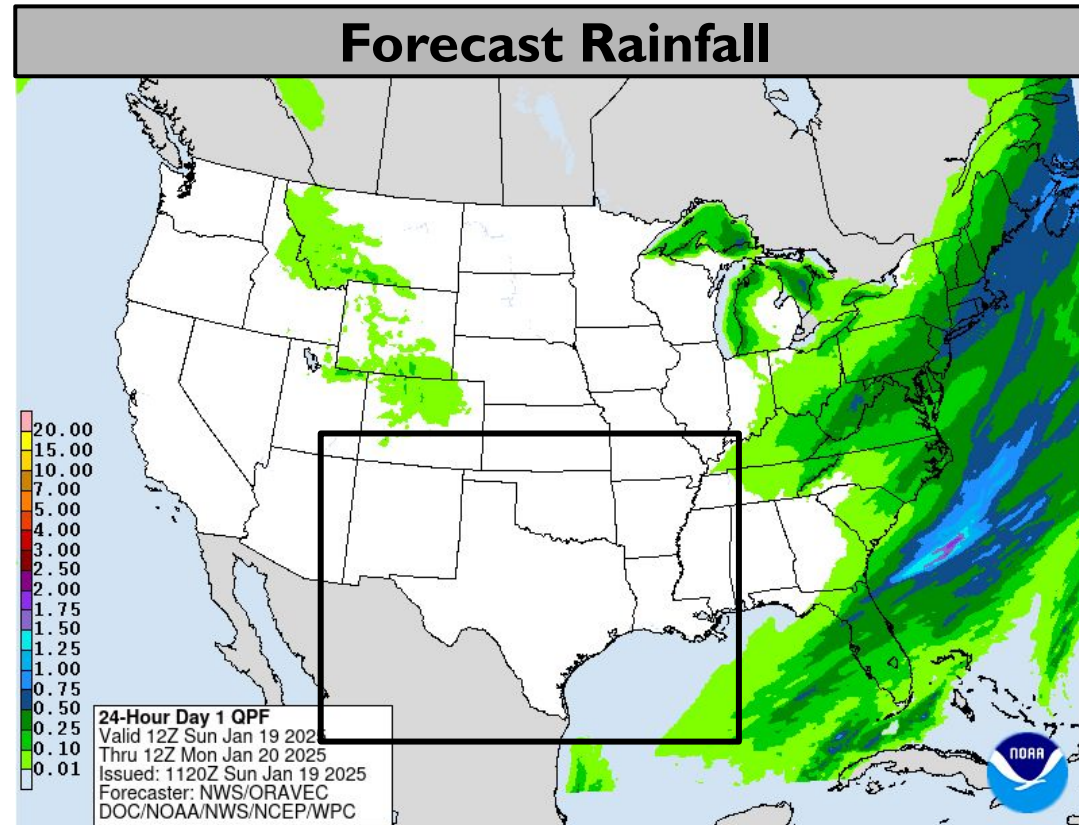 Forecast Rainfall
20.00
15.00
10.00
7.00
5.00
4.00
3.00
2.50
2.00
1.75
1.50
1.25
1.00
0.75
0.50
0.25
0.10
0.01
24-Hour Day 1 QPF
Valid 12Z Sun Jan 19 2025
Thru 12Z Mon Jan 20 2025
Issued: 1120Z Sun Jan 19 2025
Forecaster: NWS/ORAVEC
DOC/NOAA/NWS/NCEP/WPC
NOAA